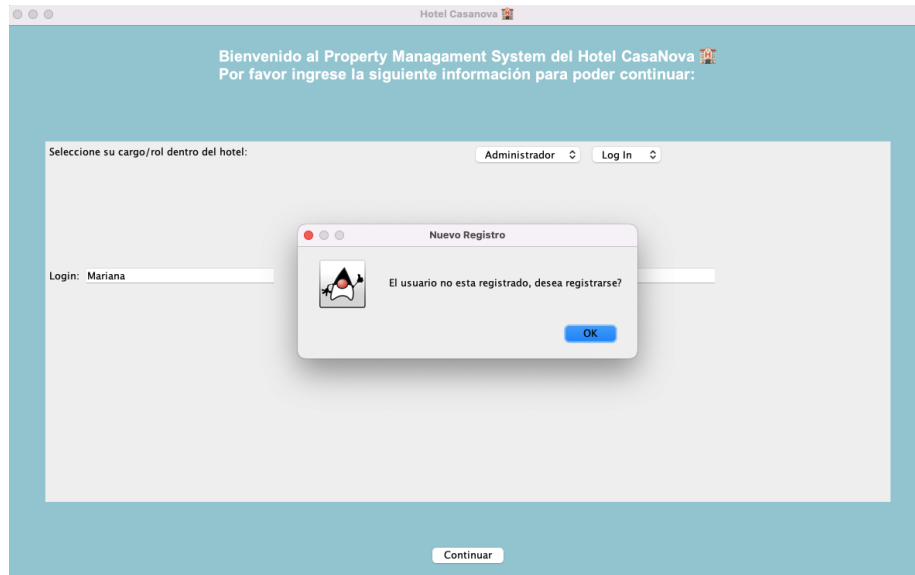 Hotel Casanova 🏨
Bienvenido al Property Managament System del Hotel CasaNova 🏨
Por favor ingrese la siguiente información para poder continuar:
Seleccione su cargo/rol dentro del hotel:
Administrador
Log In
Nuevo Registro
El usuario no esta registrado, desea registrarse?
OK
Login: Mariana
Continuar